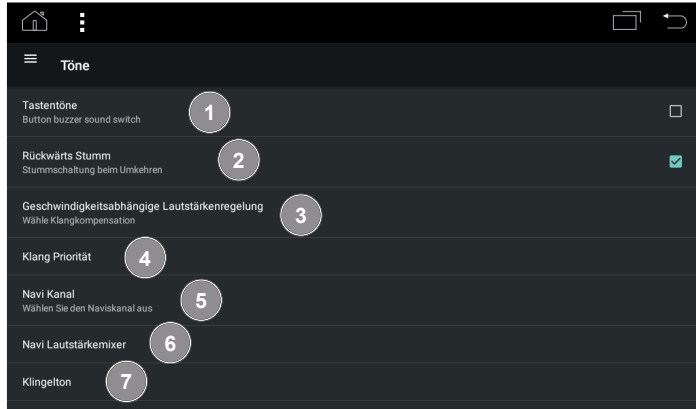 Töne
Tastentöne
1
Button buzzer sound switch
Rückwärts Stumm
2
Stummschaltung beim Umkehren
Geschwindigkeitsabhängige Lautstärkenregelung
3
Wähle Klangkompensation
Klang Priorität
4
Navi Kanal
5
Wählen Sie den Naviskanal aus
Navi Lautstärkemixer
6
Klingelton
7